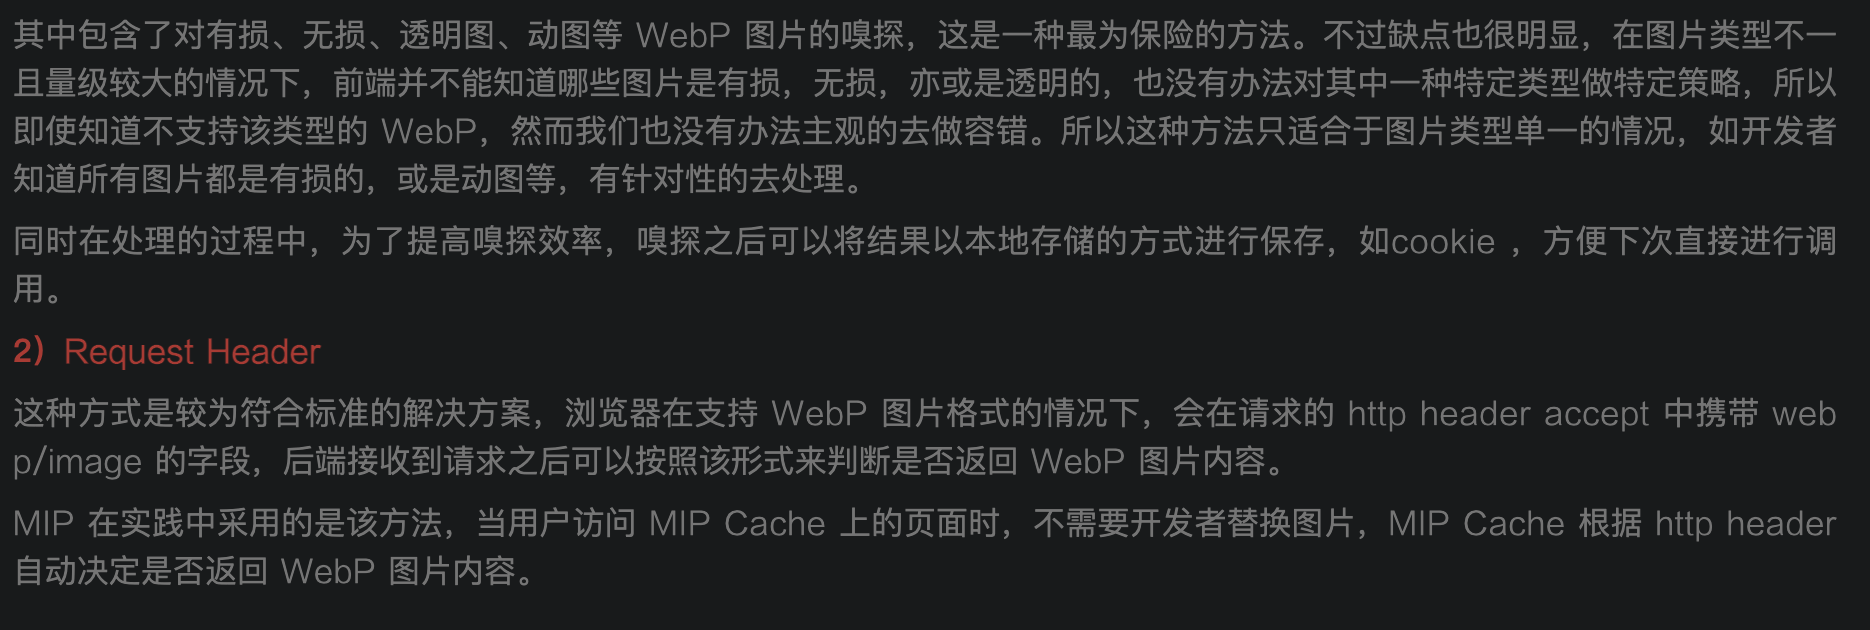 其中包含了对有损、无损、透明图、动图等 WebP 图片的嗅探，这是一种最为保险的方法。不过缺点也很明显，在图片类型不一
且量级较大的情况下，前端并不能知道哪些图片是有损，无损，亦或是透明的，也没有办法对其中一种特定类型做特定策略，所以
即使知道不支持该类型的 WebP，然而我们也没有办法主观的去做容错。所以这种方法只适合于图片类型单一的情况，如开发者
知道所有图片都是有损的，或是动图等，有针对性的去处理。
同时在处理的过程中，为了提高嗅探效率，嗅探之后可以将结果以本地存储的方式进行保存，如cookie ，方便下次直接进行调
用。
2）Request Header
这种方式是较为符合标准的解决方案，浏览器在支持 WebP 图片格式的情况下，会在请求的 http header accept 中携带 web
p/image 的字段，后端接收到请求之后可以按照该形式来判断是否返回 WebP 图片内容。
MIP 在实践中采用的是该方法，当用户访问 MIP Cache 上的页面时，不需要开发者替换图片，MIP Cache 根据 http header
自动决定是否返回 WebP 图片内容。